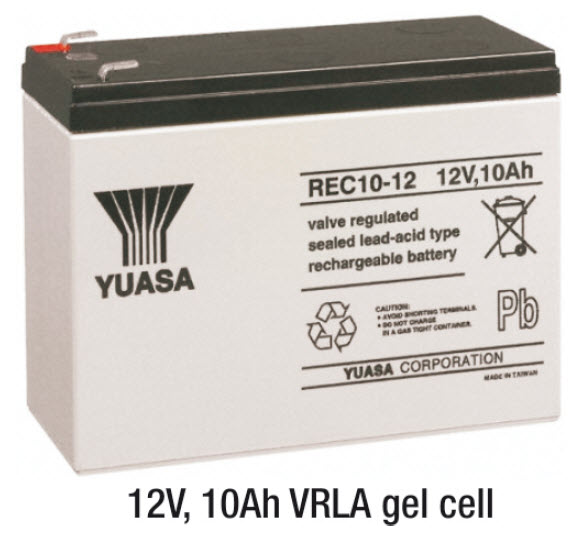 YUASA
REC10-12 12V,10Ah
valve regulated
sealed lead-acid type
rechargeable battery
CAUTION:
• AVOID SHORTING TERMINALS.
• DO NOT CHARGE
IN A GAS TIGHT CONTAINER.
Pb
YUASA CORPORATION
MADE IN TAIWAN
12V, 10Ah VRLA gel cell